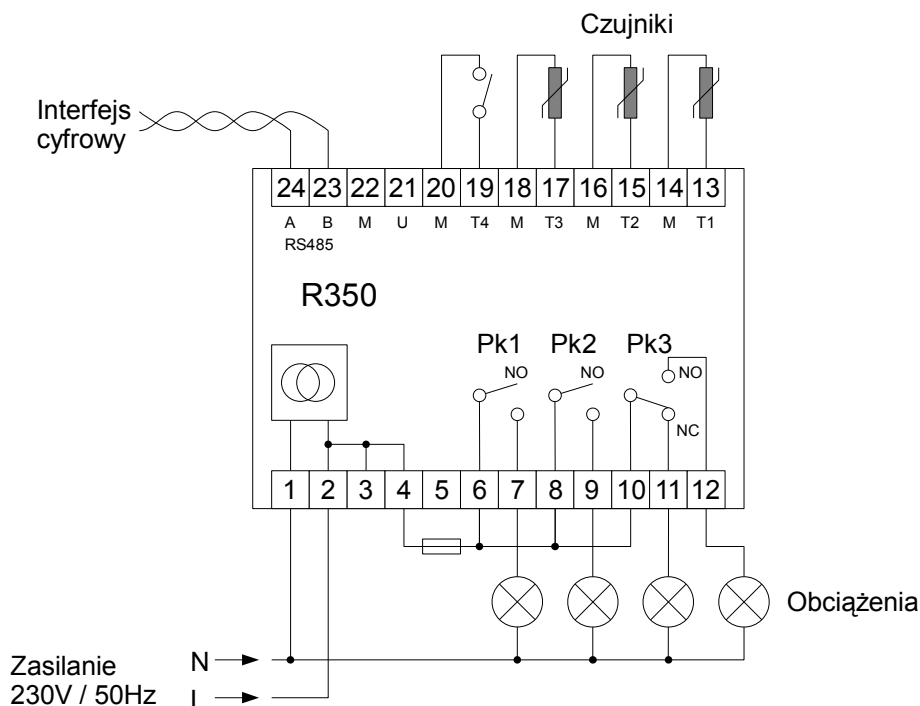 Czujniki
Interfejs
cyfrowy
24 23 22 21 20 19 18 17 16 15 14 13
A B M U M T4 M T3 M T2 M T1
RS485
R350
Pk1 Pk2 Pk3
NO NO NO
NC
1 2 3 4 5 6 7 8 9 10 11 12
Obciążenia
Zasilanie N
230V / 50Hz L